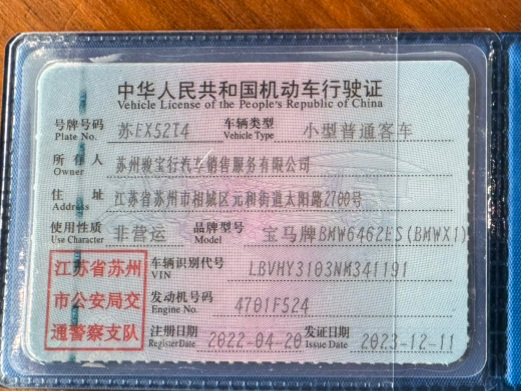 中华人民共和国机动车行驶证
Vehicle License of the People's Republic of China
号牌号码 苏EX52T4 车辆类型 小型普通客车
Plate No. Vehicle Type
所有人 苏州骏宝行汽车销售服务有限公司
Owner
住址 江苏省苏州市相城区元和街道太阳路2700号
Address
使用性质 非营运 品牌型号 宝马牌BMW6462ES(BMWX1)
Use Character Model
江苏省苏州
市公安局交
通警察支队
车辆识别代号 LBVHY3103NM341191
VIN
发动机号码 4701F524
Engine No.
注册日期 2022-04-20 发证日期 2023-12-11
Register Date Issue Date